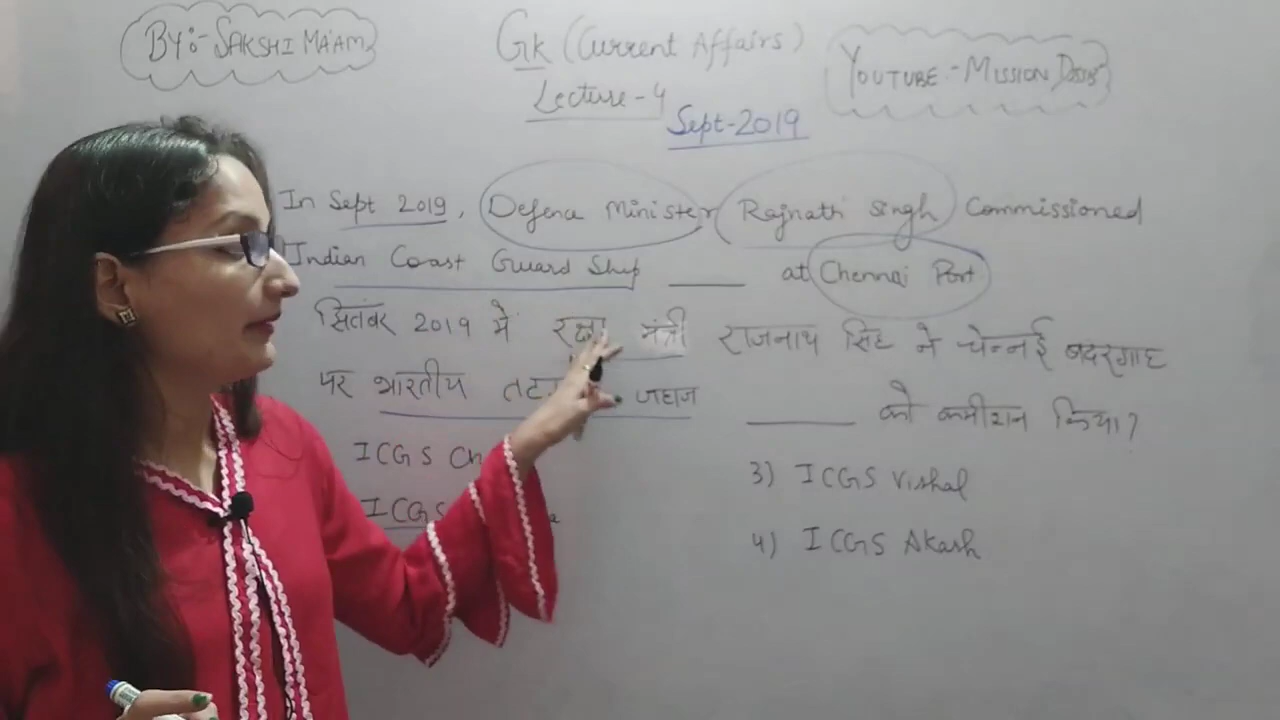 BY:- SAKSHI MA'AM
GK (Current Affairs)
Lecture-4
Sept-2019
YOUTUBE:- MISSION
In Sept 2019, Defence Minister Rajnath Singh Commissioned
Indian Coast Guard Ship ____ at Chennai Port
सितंबर 2019 में रक्षा मंत्री राजनाथ सिंह ने चेन्नई बंदरगाह
पर भारतीय जहाज ____ को कमीशन किया?
ICGS
ICGS
3) ICGS Vishal
4) ICGS Akash